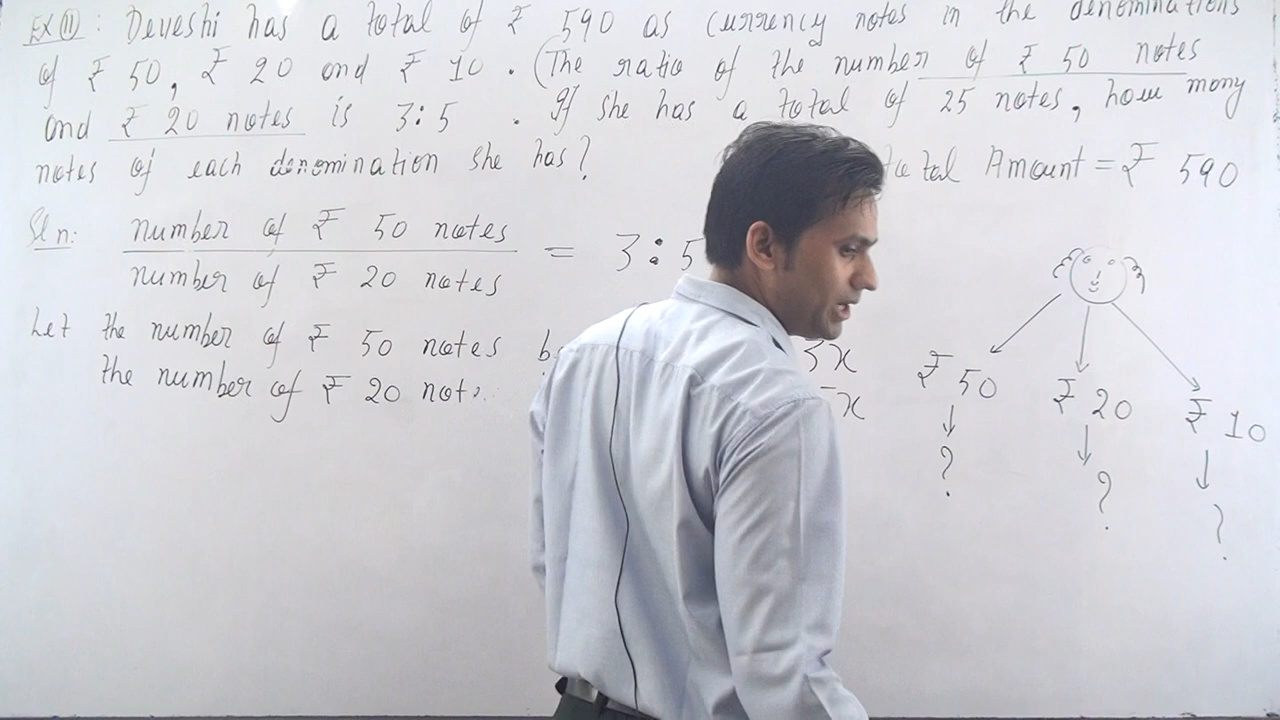 EX 11 : Deveshi has a total of ₹ 590 as currency notes in the denominations
of ₹ 50, ₹ 20 and ₹ 10. (The ratio of the number of ₹ 50 notes
and ₹ 20 notes is 3:5. If she has a total of 25 notes, how many
notes of each denomination she has?
total Amount = ₹ 590
Sln: number of ₹ 50 notes
number of ₹ 20 notes
= 3:5
Let the number of ₹ 50 notes 3x
the number of ₹ 20 x
₹ 50
?
₹ 20
?
₹ 10
?